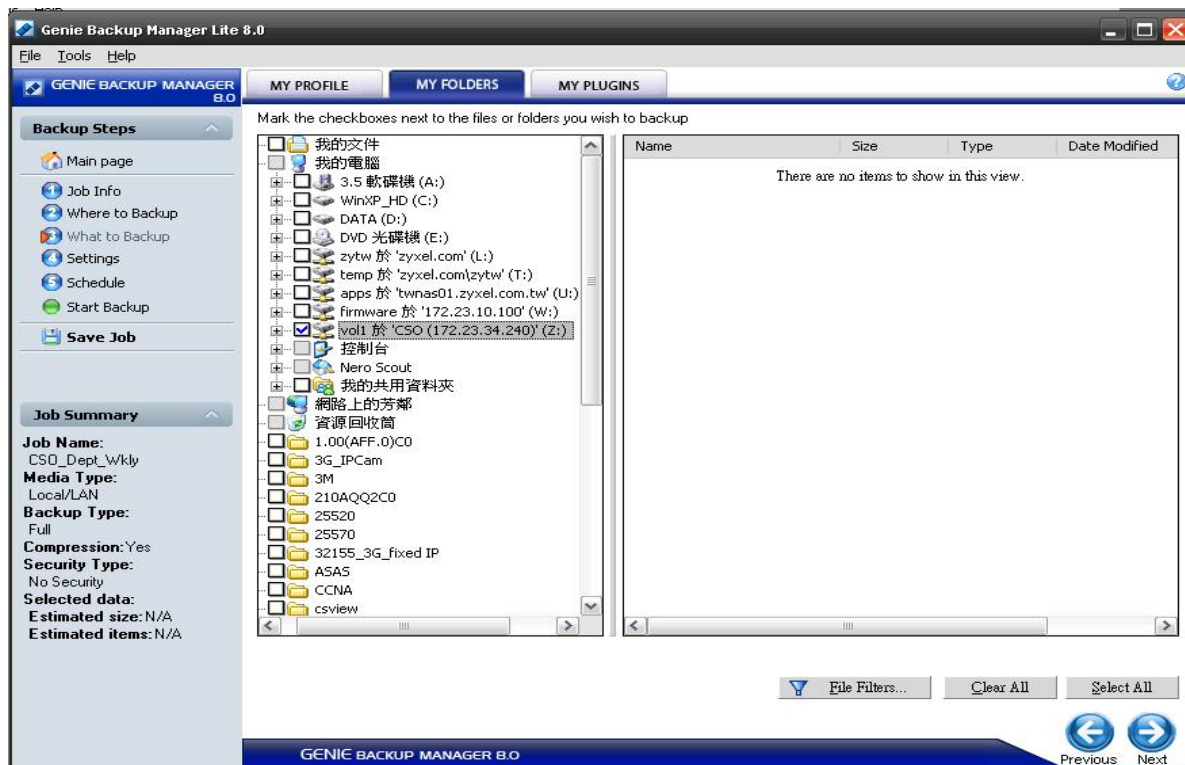 Genie Backup Manager Lite 8.0
File Tools Help
GENIE BACKUP MANAGER
8.0
MY PROFILE
MY FOLDERS
MY PLUGINS
Mark the checkboxes next to the files or folders you wish to backup
Backup Steps
Main page
1 Job Info
2 Where to Backup
3 What to Backup
4 Settings
5 Schedule
Start Backup
Save Job
Job Summary
Job Name:
CSO_Dept_Wkly
Media Type:
Local/LAN
Backup Type:
Full
Compression:Yes
Security Type:
No Security
Selected data:
Estimated size:N/A
Estimated items:N/A
我的文件
我的電腦
3.5 軟碟機 (A:)
WinXP_HD (C:)
DATA (D:)
DVD 光碟機 (E:)
zytw 於 'zyxel.com' (L:)
temp 於 'zyxel.com\zytw' (T:)
apps 於 'twnas01.zyxel.com.tw' (U:)
firmware 於 '172.23.10.100' (W:)
vol1 於 'CSO (172.23.34.240)' (Z:)
控制台
Nero Scout
我的共用資料夾
網路上的芳鄰
資源回收筒
1.00(AFF.0)C0
3G_IPCam
3M
210AQQ2C0
25520
25570
32155_3G_fixed IP
ASAS
CCNA
csview
Name Size Type Date Modified
There are no items to show in this view.
File Filters...
Clear All
Select All
GENIE BACKUP MANAGER 8.0
Previous
Next